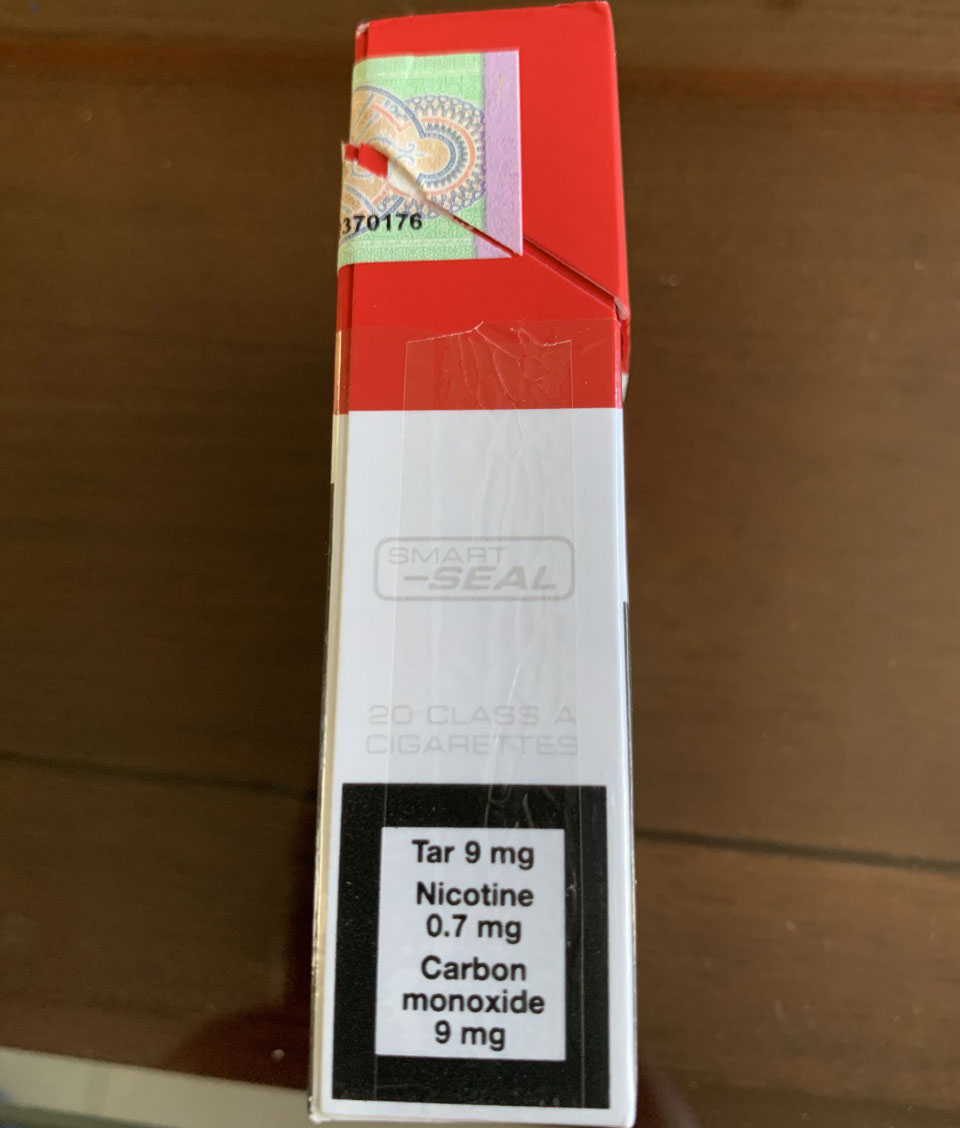 370176
SMART
-SEAL
20 CLASS A
CIGARETTES
Tar 9 mg
Nicotine
0.7 mg
Carbon
monoxide
9 mg